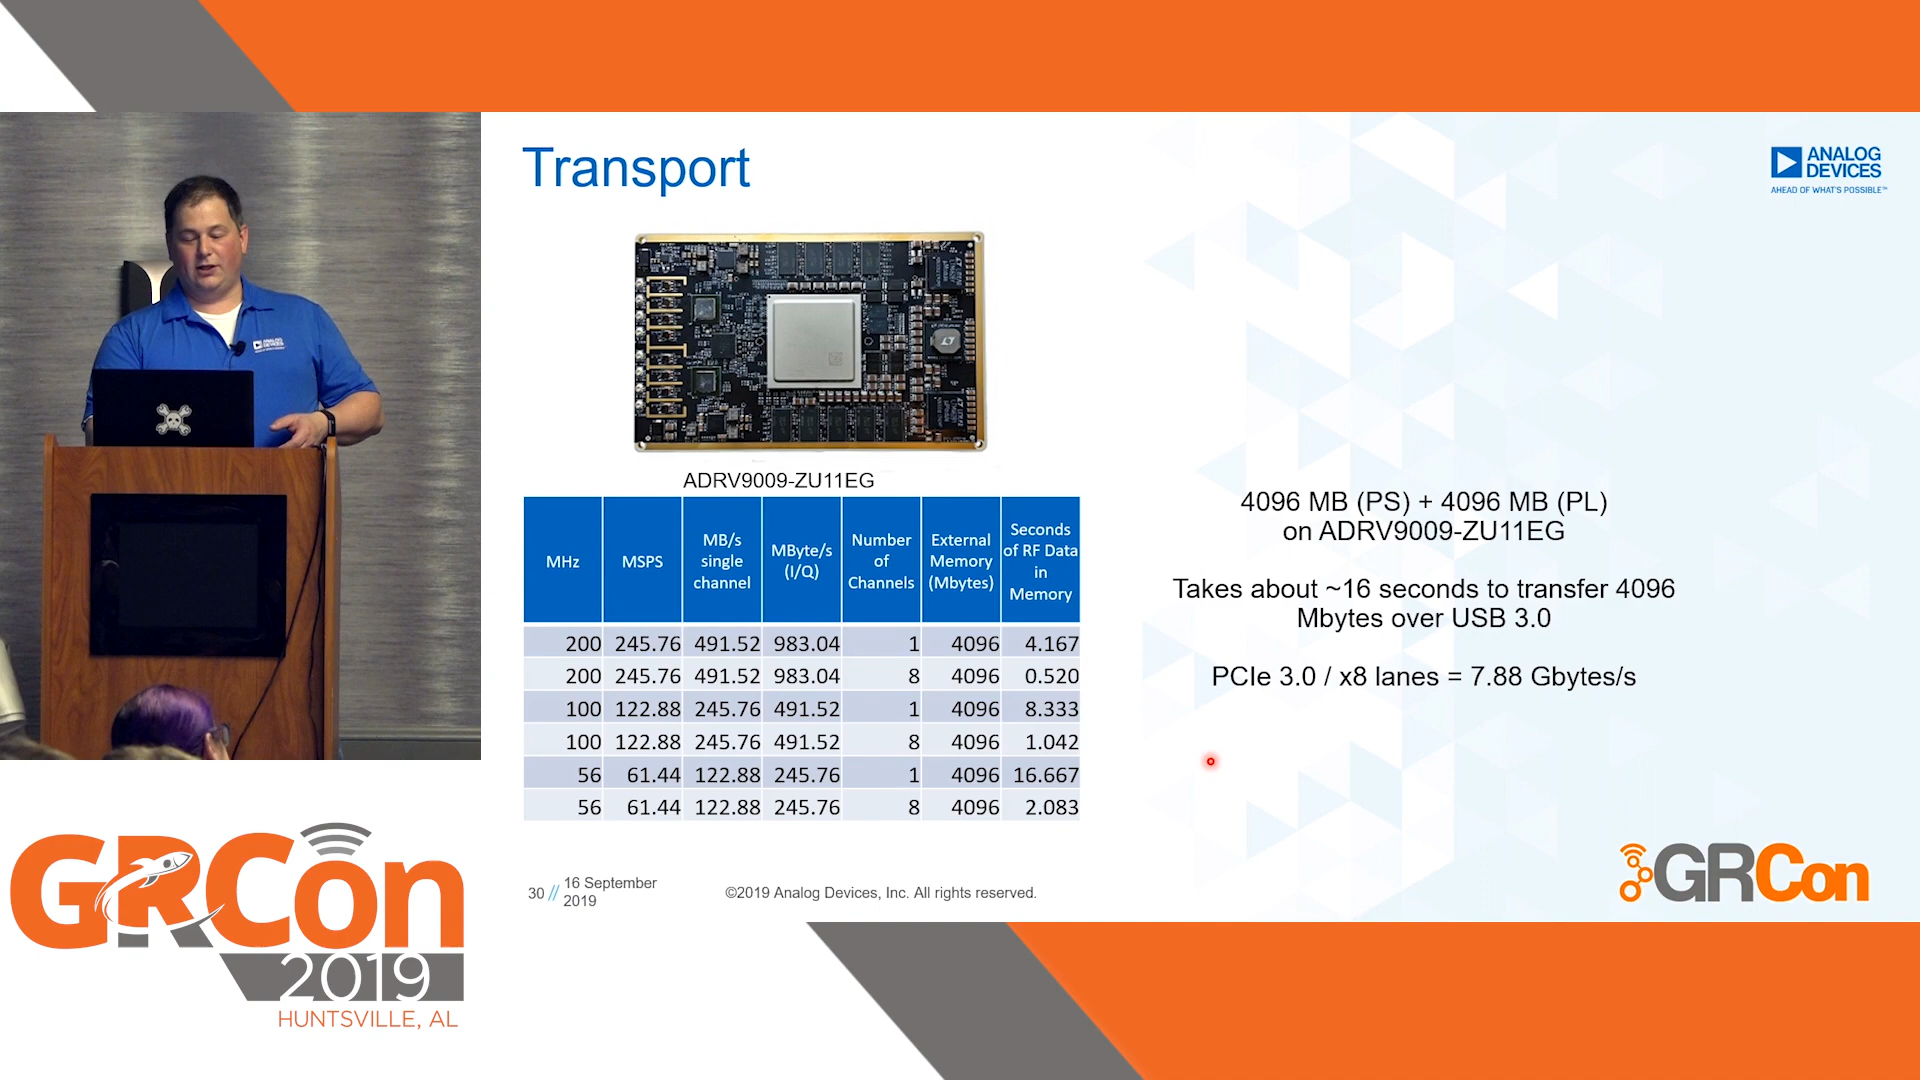 Transport
ANALOG
DEVICES
AHEAD OF WHAT'S POSSIBLE™
ADRV9009-ZU11EG
MHz MSPS MB/s single channel MByte/s (I/Q) Number of Channels External Memory (Mbytes) Seconds of RF Data in Memory
200 245.76 491.52 983.04 1 4096 4.167
200 245.76 491.52 983.04 8 4096 0.520
100 122.88 245.76 491.52 1 4096 8.333
100 122.88 245.76 491.52 8 4096 1.042
56 61.44 122.88 245.76 1 4096 16.667
56 61.44 122.88 245.76 8 4096 2.083
4096 MB (PS) + 4096 MB (PL)
on ADRV9009-ZU11EG
Takes about ~16 seconds to transfer 4096
Mbytes over USB 3.0
PCIe 3.0 / x8 lanes = 7.88 Gbytes/s
30 // 16 September
2019
©2019 Analog Devices, Inc. All rights reserved.
GRCon
ANALOG
DEVICES
GRCon
2019
HUNTSVILLE, AL